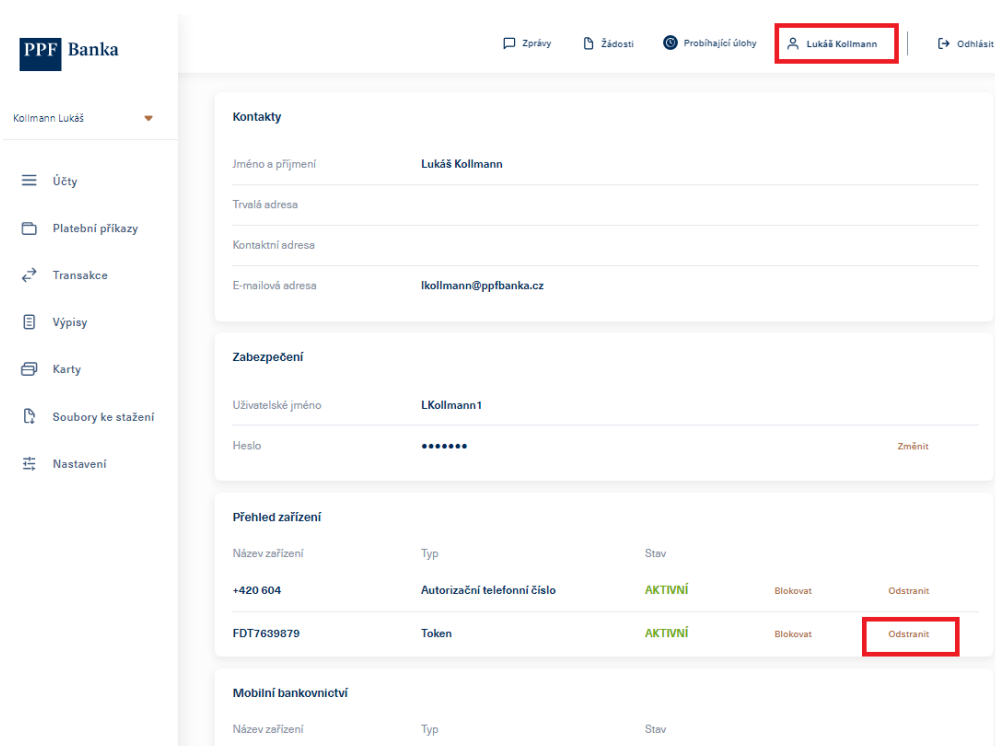 PPF Banka
Zprávy Žádosti Probíhající úlohy Lukáš Kollmann Odhlásit
Kollmann Lukáš
Účty
Platební příkazy
Transakce
Výpisy
Karty
Soubory ke stažení
Nastavení
Kontakty
Jméno a příjmení Lukáš Kollmann
Trvalá adresa
Kontaktní adresa
E-mailová adresa lkollmann@ppfbanka.cz
Zabezpečení
Uživatelské jméno LKollmann1
Heslo ••••••• Změnit
Přehled zařízení
Název zařízení Typ Stav
+420 604 Autorizační telefonní číslo AKTIVNÍ Blokovat Odstranit
FDT7639879 Token AKTIVNÍ Blokovat Odstranit
Mobilní bankovnictví
Název zařízení Typ Stav